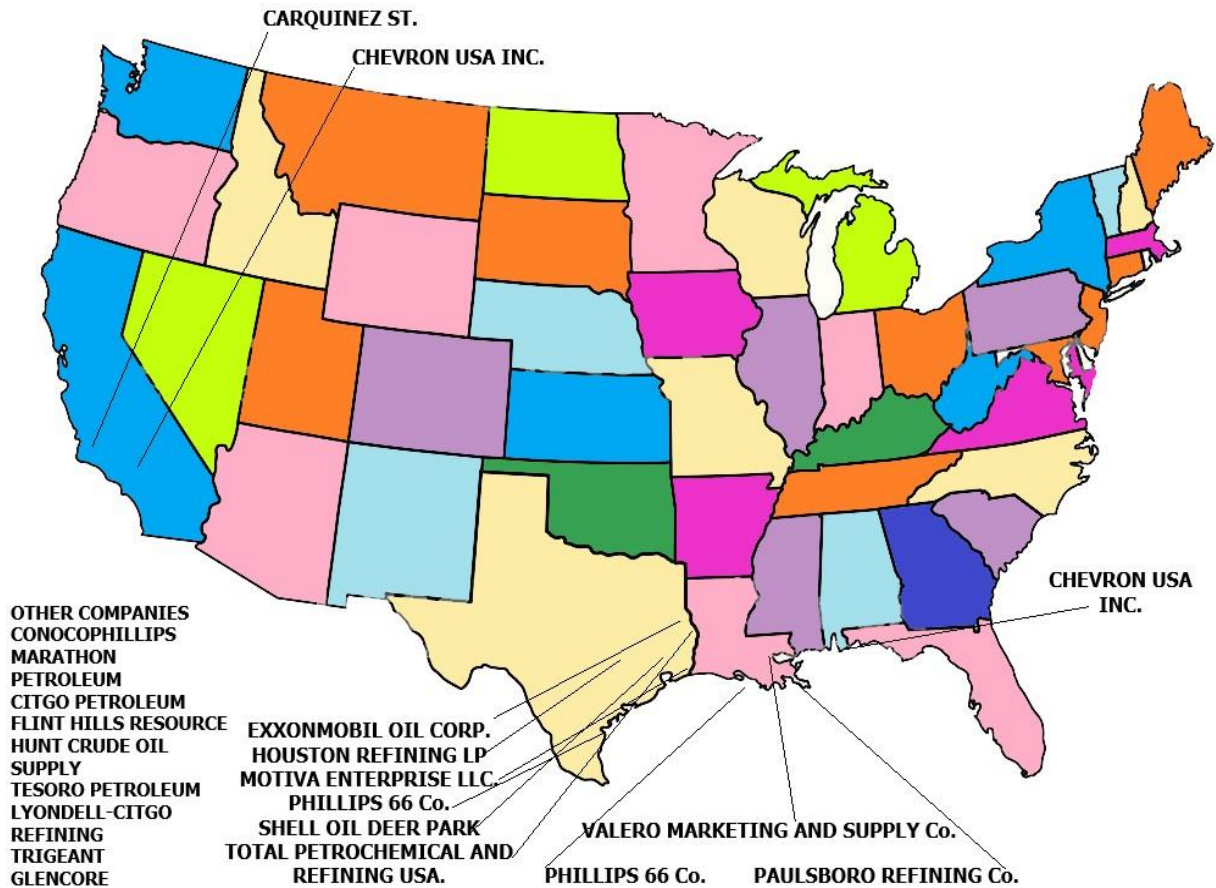 CARQUINEZ ST.
CHEVRON USA INC.
CHEVRON USA
INC.
OTHER COMPANIES
CONOCOPHILLIPS
MARATHON
PETROLEUM
CITGO PETROLEUM
FLINT HILLS RESOURCE
HUNT CRUDE OIL
SUPPLY
TESORO PETROLEUM
LYONDELL-CITGO
REFINING
TRIGEANT
GLENCORE
EXXONMOBIL OIL CORP.
HOUSTON REFINING LP
MOTIVA ENTERPRISE LLC.
PHILLIPS 66 Co.
SHELL OIL DEER PARK
TOTAL PETROCHEMICAL AND
REFINING USA.
VALERO MARKETING AND SUPPLY Co.
PHILLIPS 66 Co.
PAULSBORO REFINING Co.